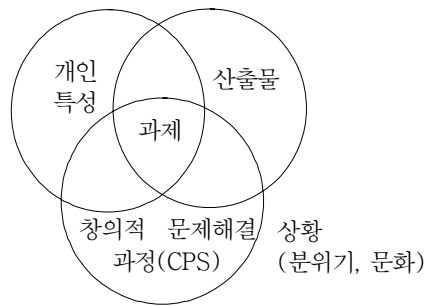 개인
특성
산출물
과제
창의적 문제해결
과정(CPS)
상황
(분위기, 문화)